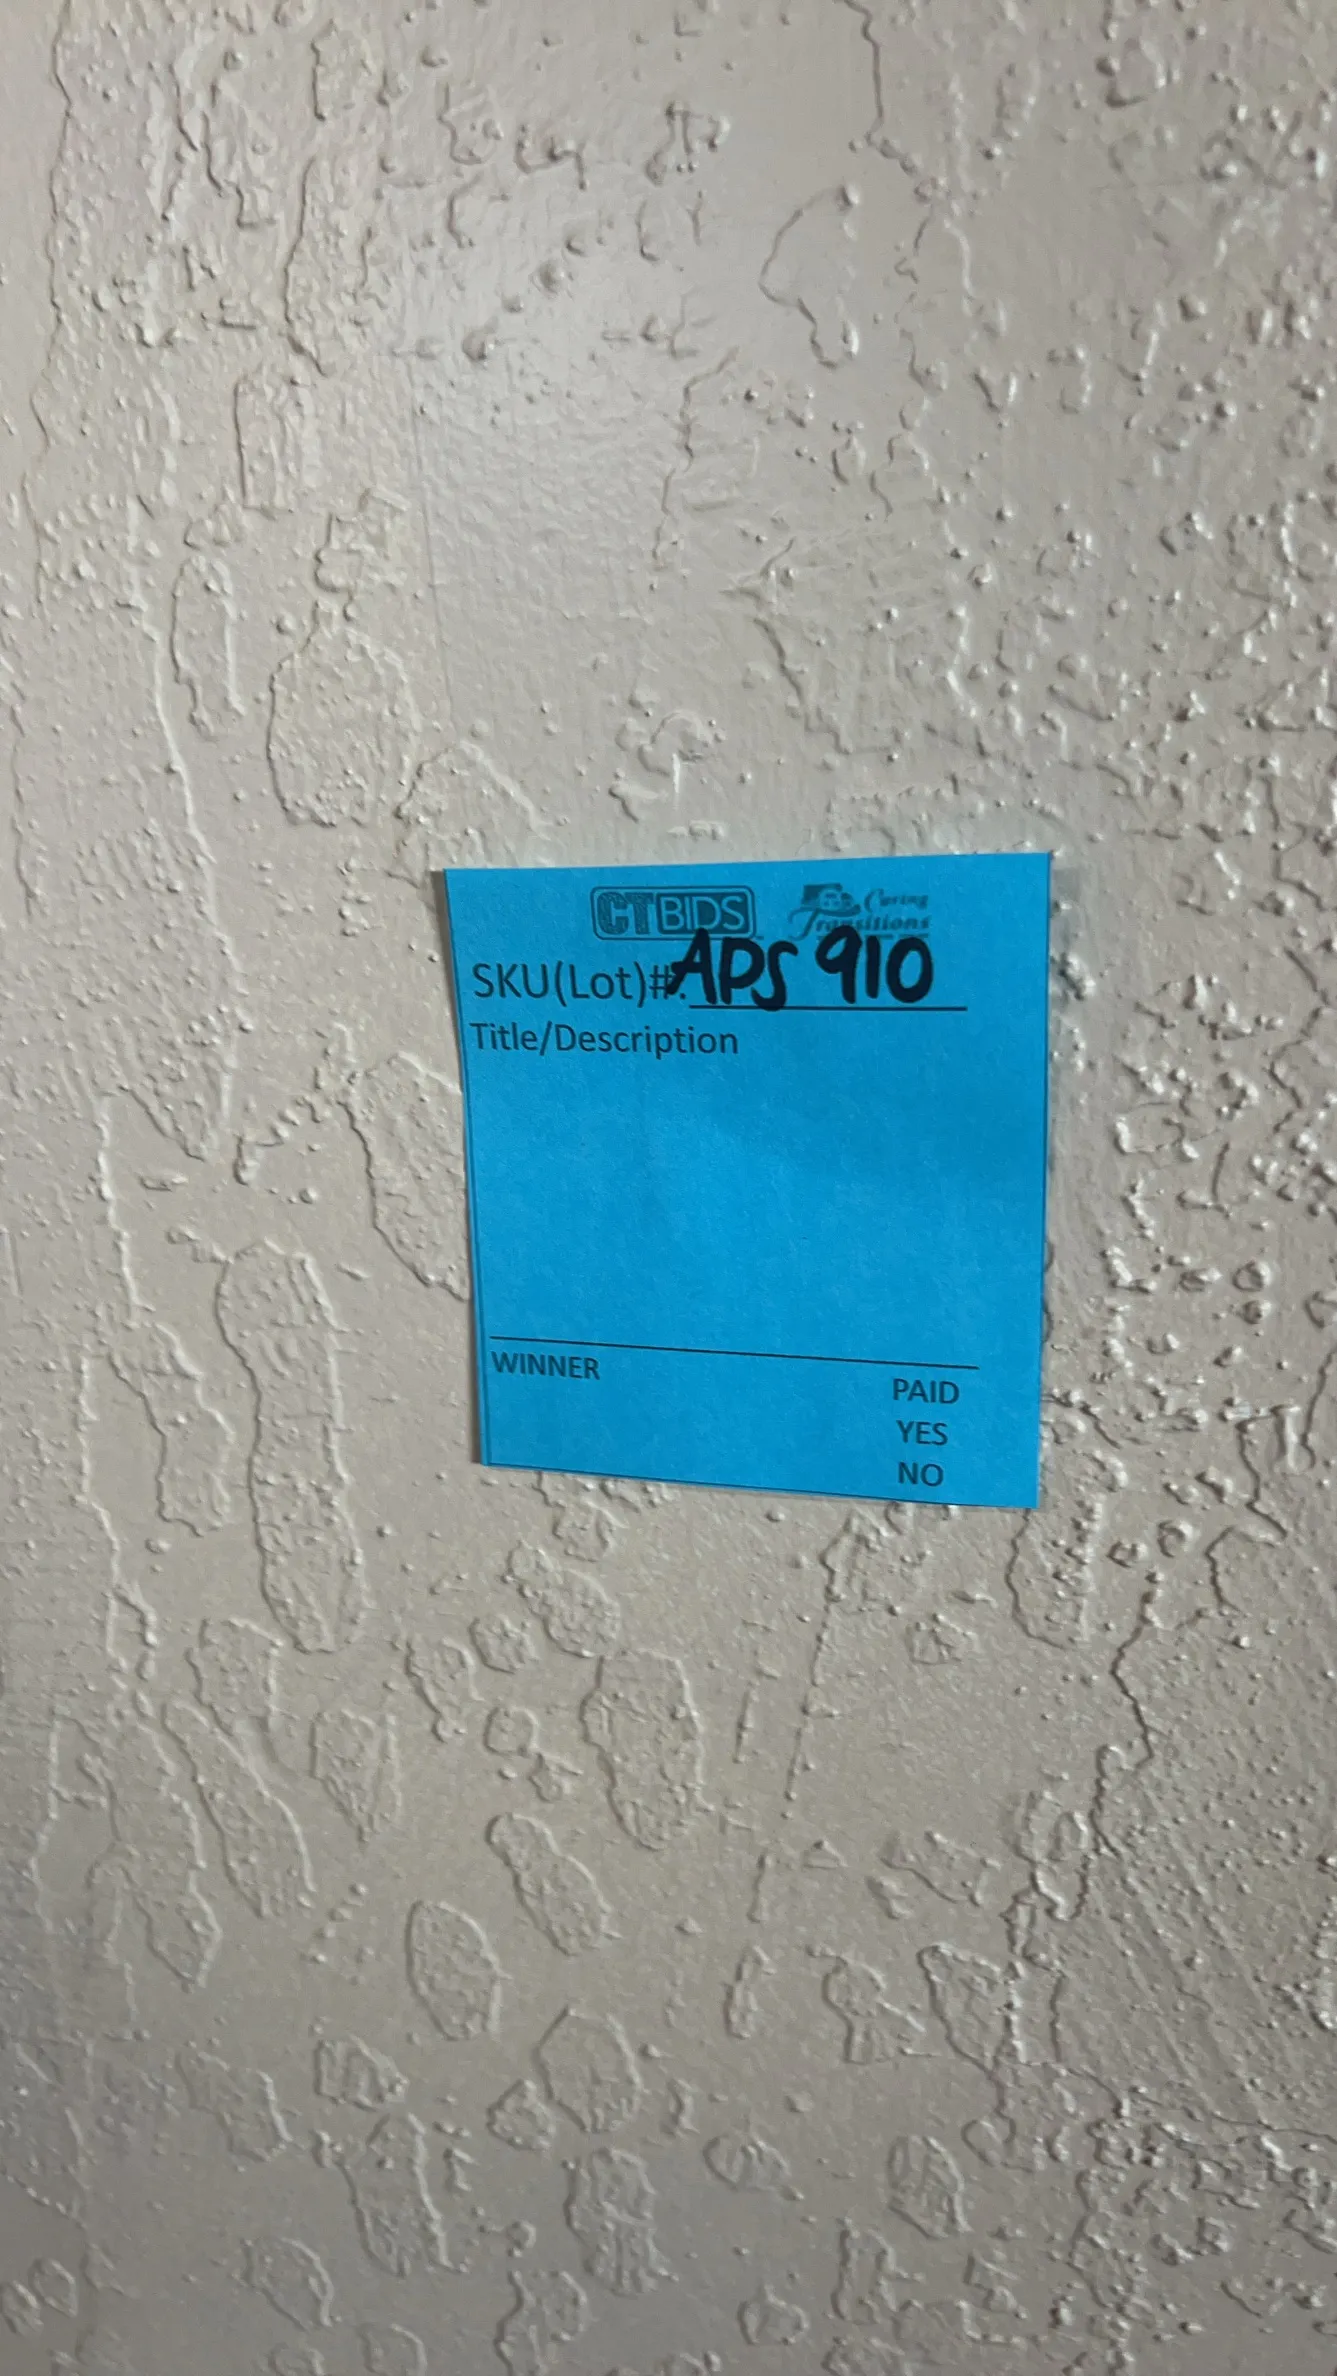 CTBIDS Caring Transitions
SKU(Lot)#: APS 910
Title/Description
WINNER
PAID
YES
NO